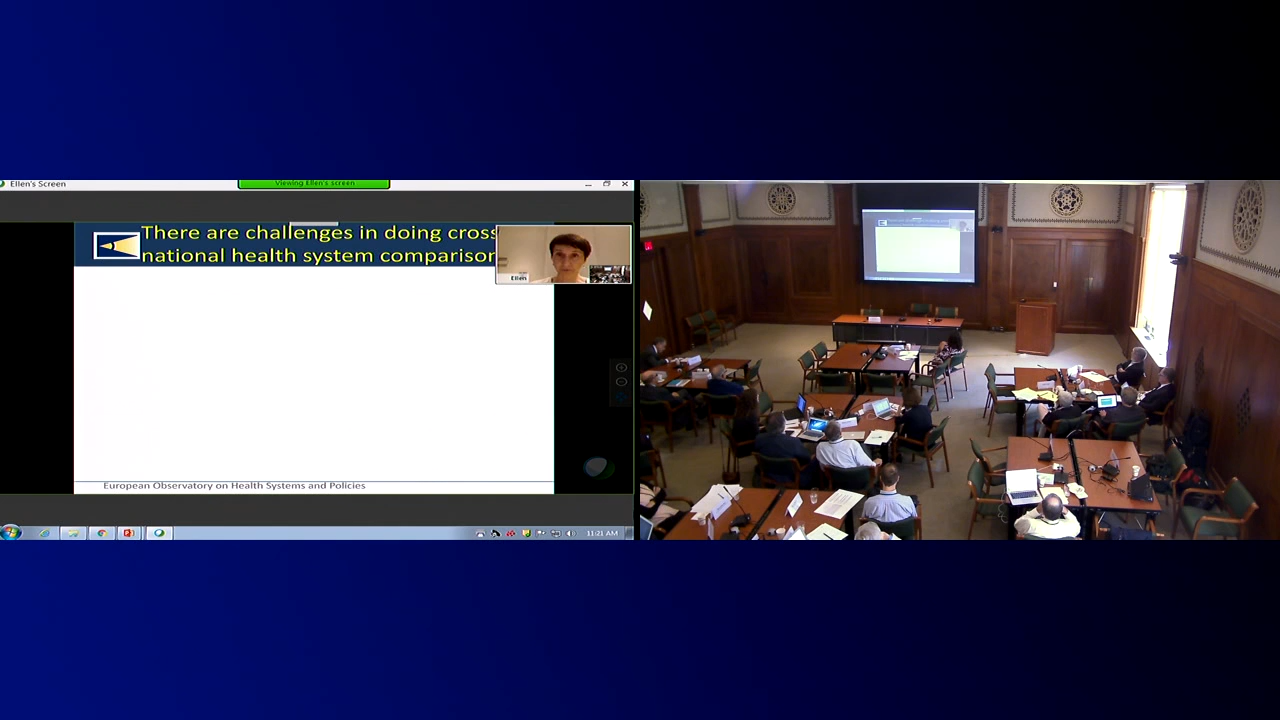 Ellen's Screen
Viewing Ellen's screen
There are challenges in doing cross
national health system comparison
Ellen
European Observatory on Health Systems and Policies
11:21 AM